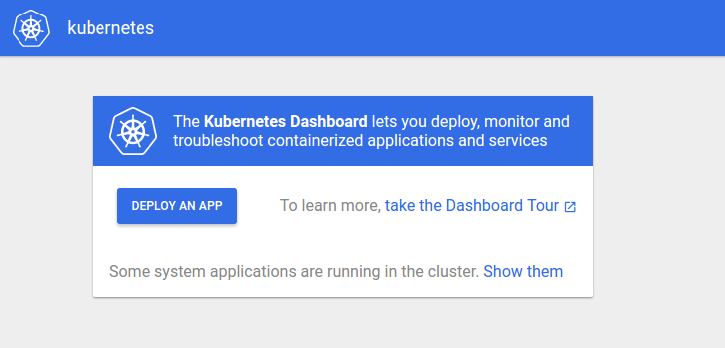 kubernetes
The Kubernetes Dashboard lets you deploy, monitor and
troubleshoot containerized applications and services
DEPLOY AN APP
To learn more, take the Dashboard Tour
Some system applications are running in the cluster. Show them